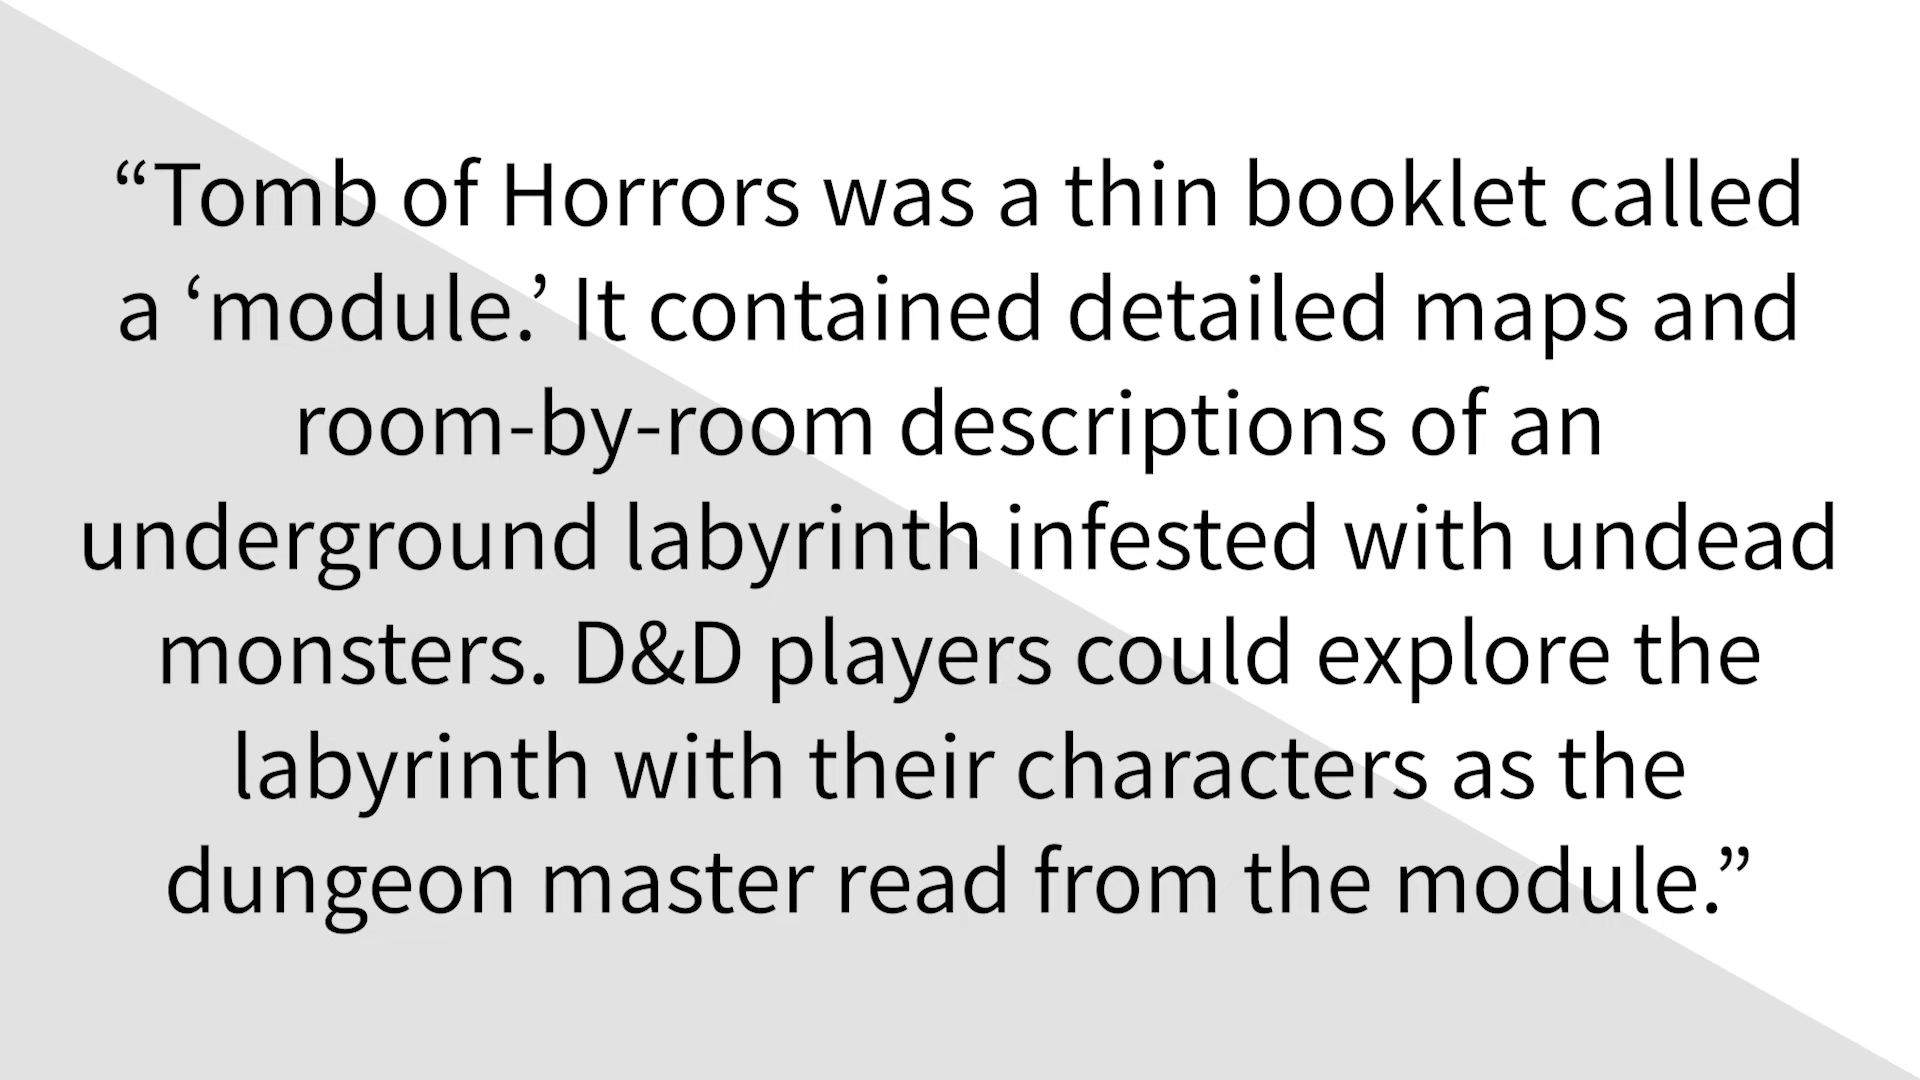 “Tomb of Horrors was a thin booklet called
a ‘module.’ It contained detailed maps and
room-by-room descriptions of an
underground labyrinth infested with undead
monsters. D&D players could explore the
labyrinth with their characters as the
dungeon master read from the module.”